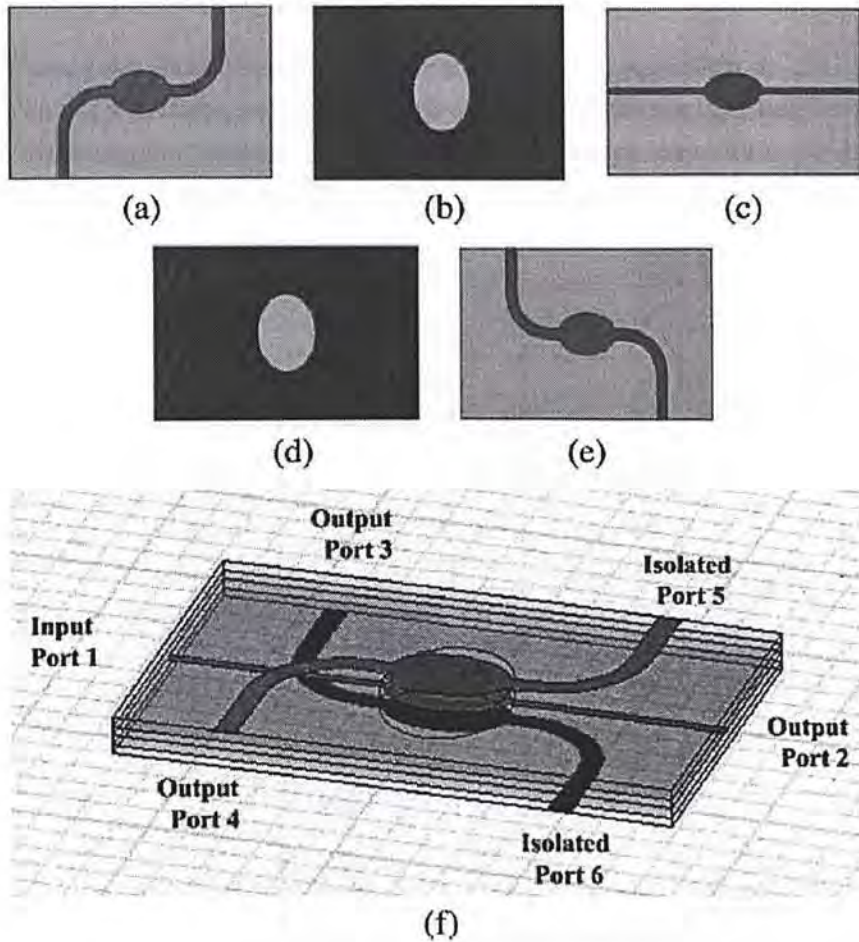 (a)
(b)
(c)
(d)
(e)
Output
Port 3
Isolated
Port 5
Input
Port 1
Output
Port 2
Output
Port 4
Isolated
Port 6
(f)